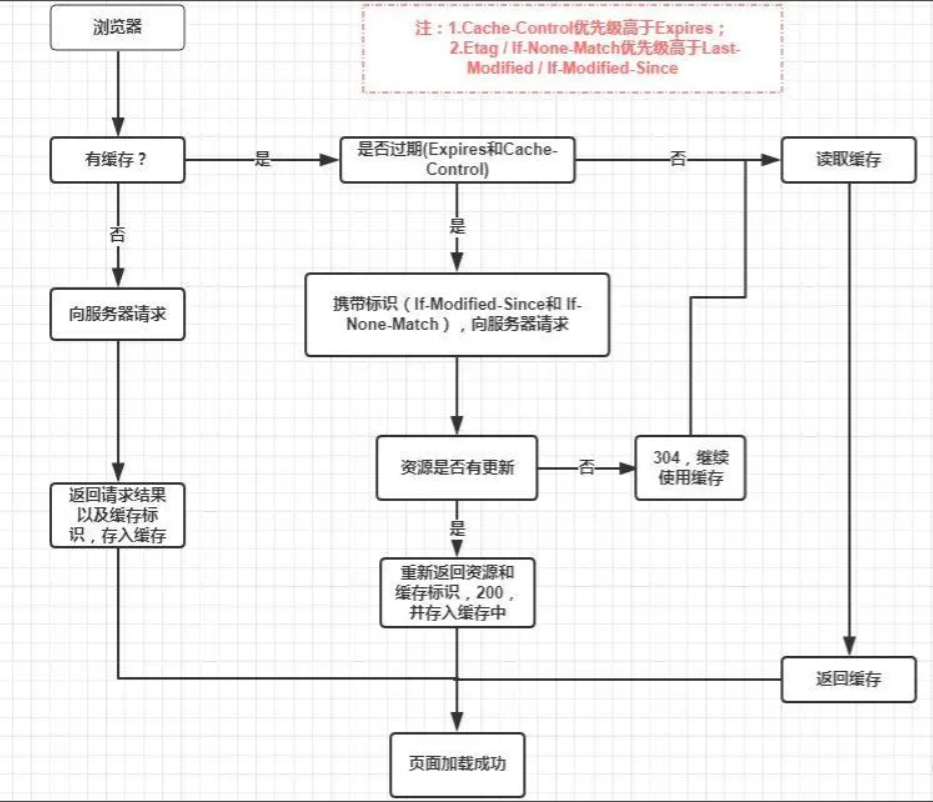 浏览器
注：1.Cache-Control优先级高于Expires；
2.Etag / If-None-Match优先级高于Last-
Modified / If-Modified-Since
有缓存？
是
是否过期(Expires和Cache-
Control)
否
读取缓存
否
是
向服务器请求
携带标识（If-Modified-Since和 If-
None-Match），向服务器请求
资源是否有更新
否
304，继续
使用缓存
返回请求结果
以及缓存标
识，存入缓存
是
重新返回资源和
缓存标识，200，
并存入缓存中
返回缓存
页面加载成功